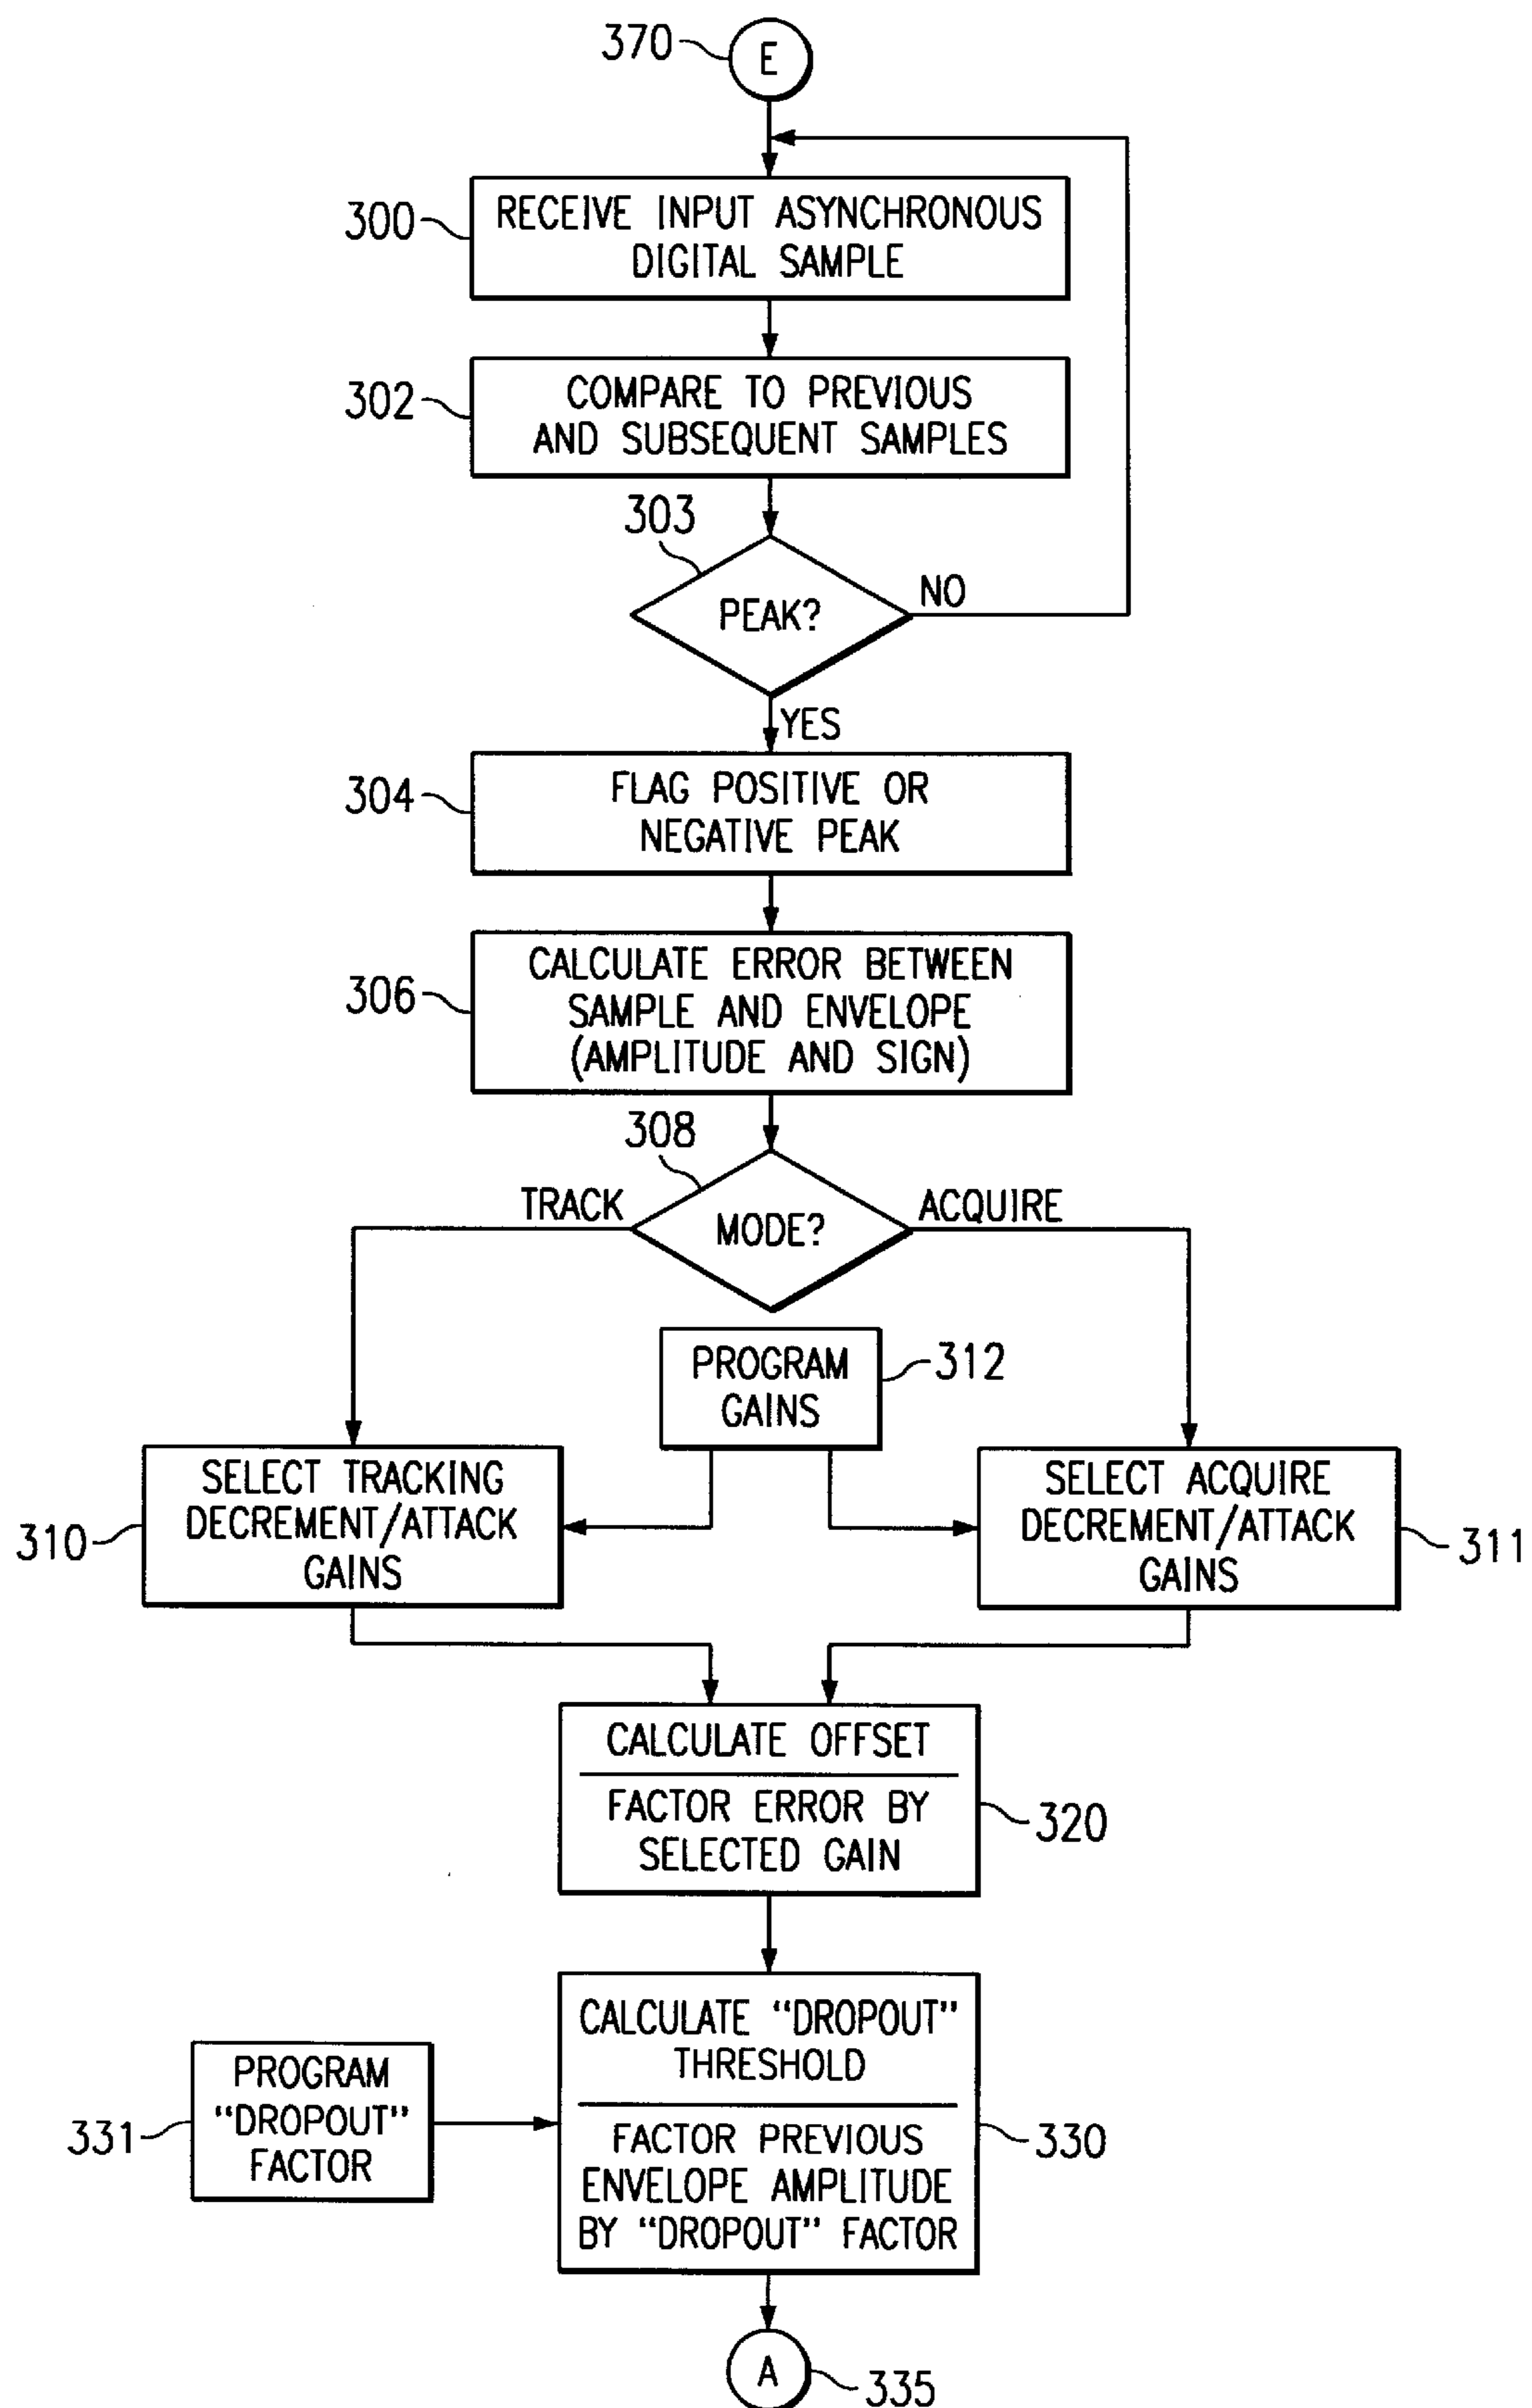 370
E
300
RECEIVE INPUT ASYNCHRONOUS
DIGITAL SAMPLE
302
COMPARE TO PREVIOUS
AND SUBSEQUENT SAMPLES
303
PEAK?
NO
YES
304
FLAG POSITIVE OR
NEGATIVE PEAK
306
CALCULATE ERROR BETWEEN
SAMPLE AND ENVELOPE
(AMPLITUDE AND SIGN)
308
TRACK
MODE?
ACQUIRE
PROGRAM
GAINS
312
310
SELECT TRACKING
DECREMENT/ATTACK
GAINS
SELECT ACQUIRE
DECREMENT/ATTACK
GAINS
311
CALCULATE OFFSET
FACTOR ERROR BY
SELECTED GAIN
320
331
PROGRAM
“DROPOUT”
FACTOR
CALCULATE “DROPOUT”
THRESHOLD
FACTOR PREVIOUS
ENVELOPE AMPLITUDE
BY “DROPOUT” FACTOR
330
A
335